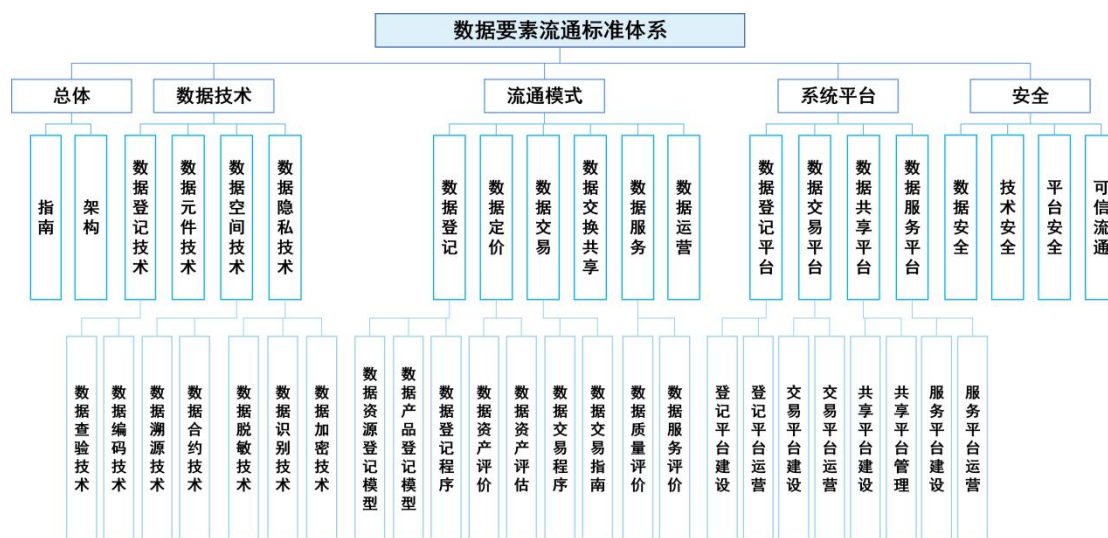 数据要素流通标准体系
总体
数据技术
流通模式
系统平台
安全
指南
架构
数据登记技术
数据元件技术
数据空间技术
数据隐私技术
数据登记
数据定价
数据交易
数据交换共享
数据服务
数据运营
数据登记平台
数据交易平台
数据共享平台
数据服务平台
数据安全
技术安全
平台安全
可信流通
数据查验技术
数据编码技术
数据溯源技术
数据合约技术
数据脱敏技术
数据识别技术
数据加密技术
数据资源登记模型
数据产品登记模型
数据登记程序
数据资产评价
数据资产评估
数据交易程序
数据交易指南
数据质量评价
数据服务评价
登记平台建设
登记平台运营
交易平台建设
交易平台运营
共享平台建设
共享平台管理
服务平台建设
服务平台运营